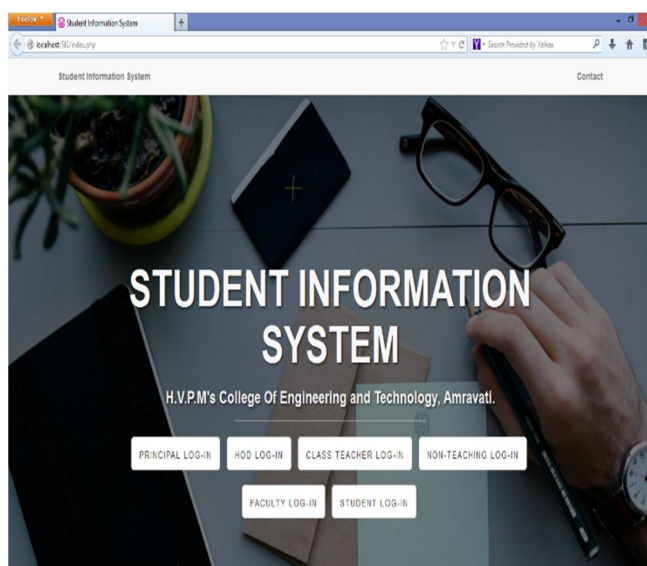 Firefox
Student Information System
localhost/SIS/index.php
Search Provided by Yahoo
Student Information System Contact
STUDENT INFORMATION
SYSTEM
H.V.P.M's College Of Engineering and Technology, Amravati.
PRINCIPAL LOG-IN HOD LOG-IN CLASS TEACHER LOG-IN NON-TEACHING LOG-IN
FACULTY LOG-IN STUDENT LOG-IN